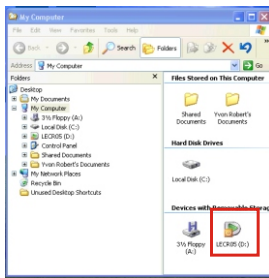 My Computer
File Edit View Favorites Tools Help
Back Search Folders
Address My Computer Go
Folders
Desktop
My Documents
My Computer
3½ Floppy (A:)
Local Disk (C:)
LECR05 (D:)
Control Panel
Shared Documents
Yvon Robert's Documents
My Network Places
Recycle Bin
Unused Desktop Shortcuts
Files Stored on This Computer
Shared Documents
Yvon Robert's Documents
Hard Disk Drives
Local Disk (C:)
Devices with Removable Storag
3½ Floppy (A:)
LECR05 (D:)